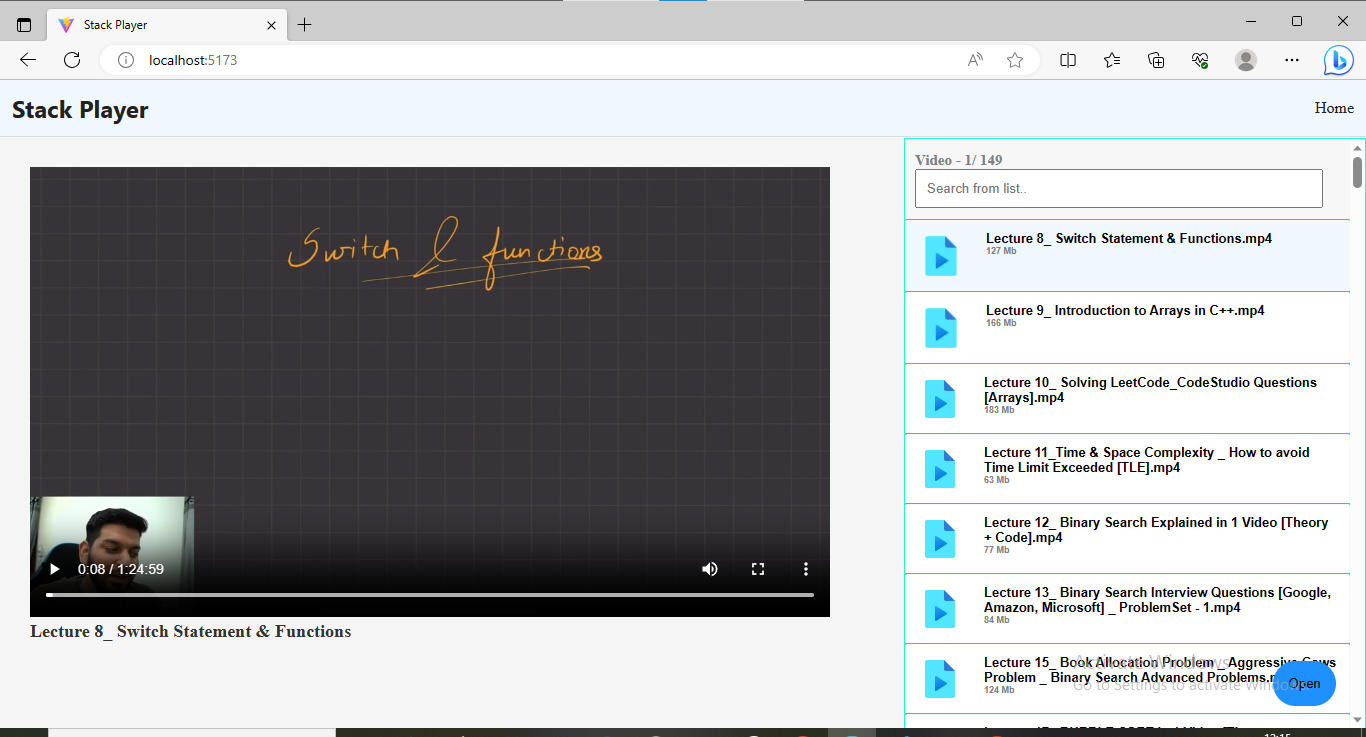 Stack Player
localhost:5173
Stack Player
Home
Switch & functions
0:08 / 1:24:59
Lecture 8_ Switch Statement & Functions
Video - 1/ 149
Search from list..
Lecture 8_ Switch Statement & Functions.mp4
127 Mb
Lecture 9_ Introduction to Arrays in C++.mp4
166 Mb
Lecture 10_ Solving LeetCode_CodeStudio Questions
[Arrays].mp4
183 Mb
Lecture 11_Time & Space Complexity _ How to avoid
Time Limit Exceeded [TLE].mp4
63 Mb
Lecture 12_ Binary Search Explained in 1 Video [Theory
+ Code].mp4
77 Mb
Lecture 13_ Binary Search Interview Questions [Google,
Amazon, Microsoft] _ ProblemSet - 1.mp4
84 Mb
Lecture 15_ Book Allocation Problem _ Aggressive Cows
Problem _ Binary Search Advanced Problems.
124 Mb
Activate Windows
Go to Settings to activate Windows.
Open